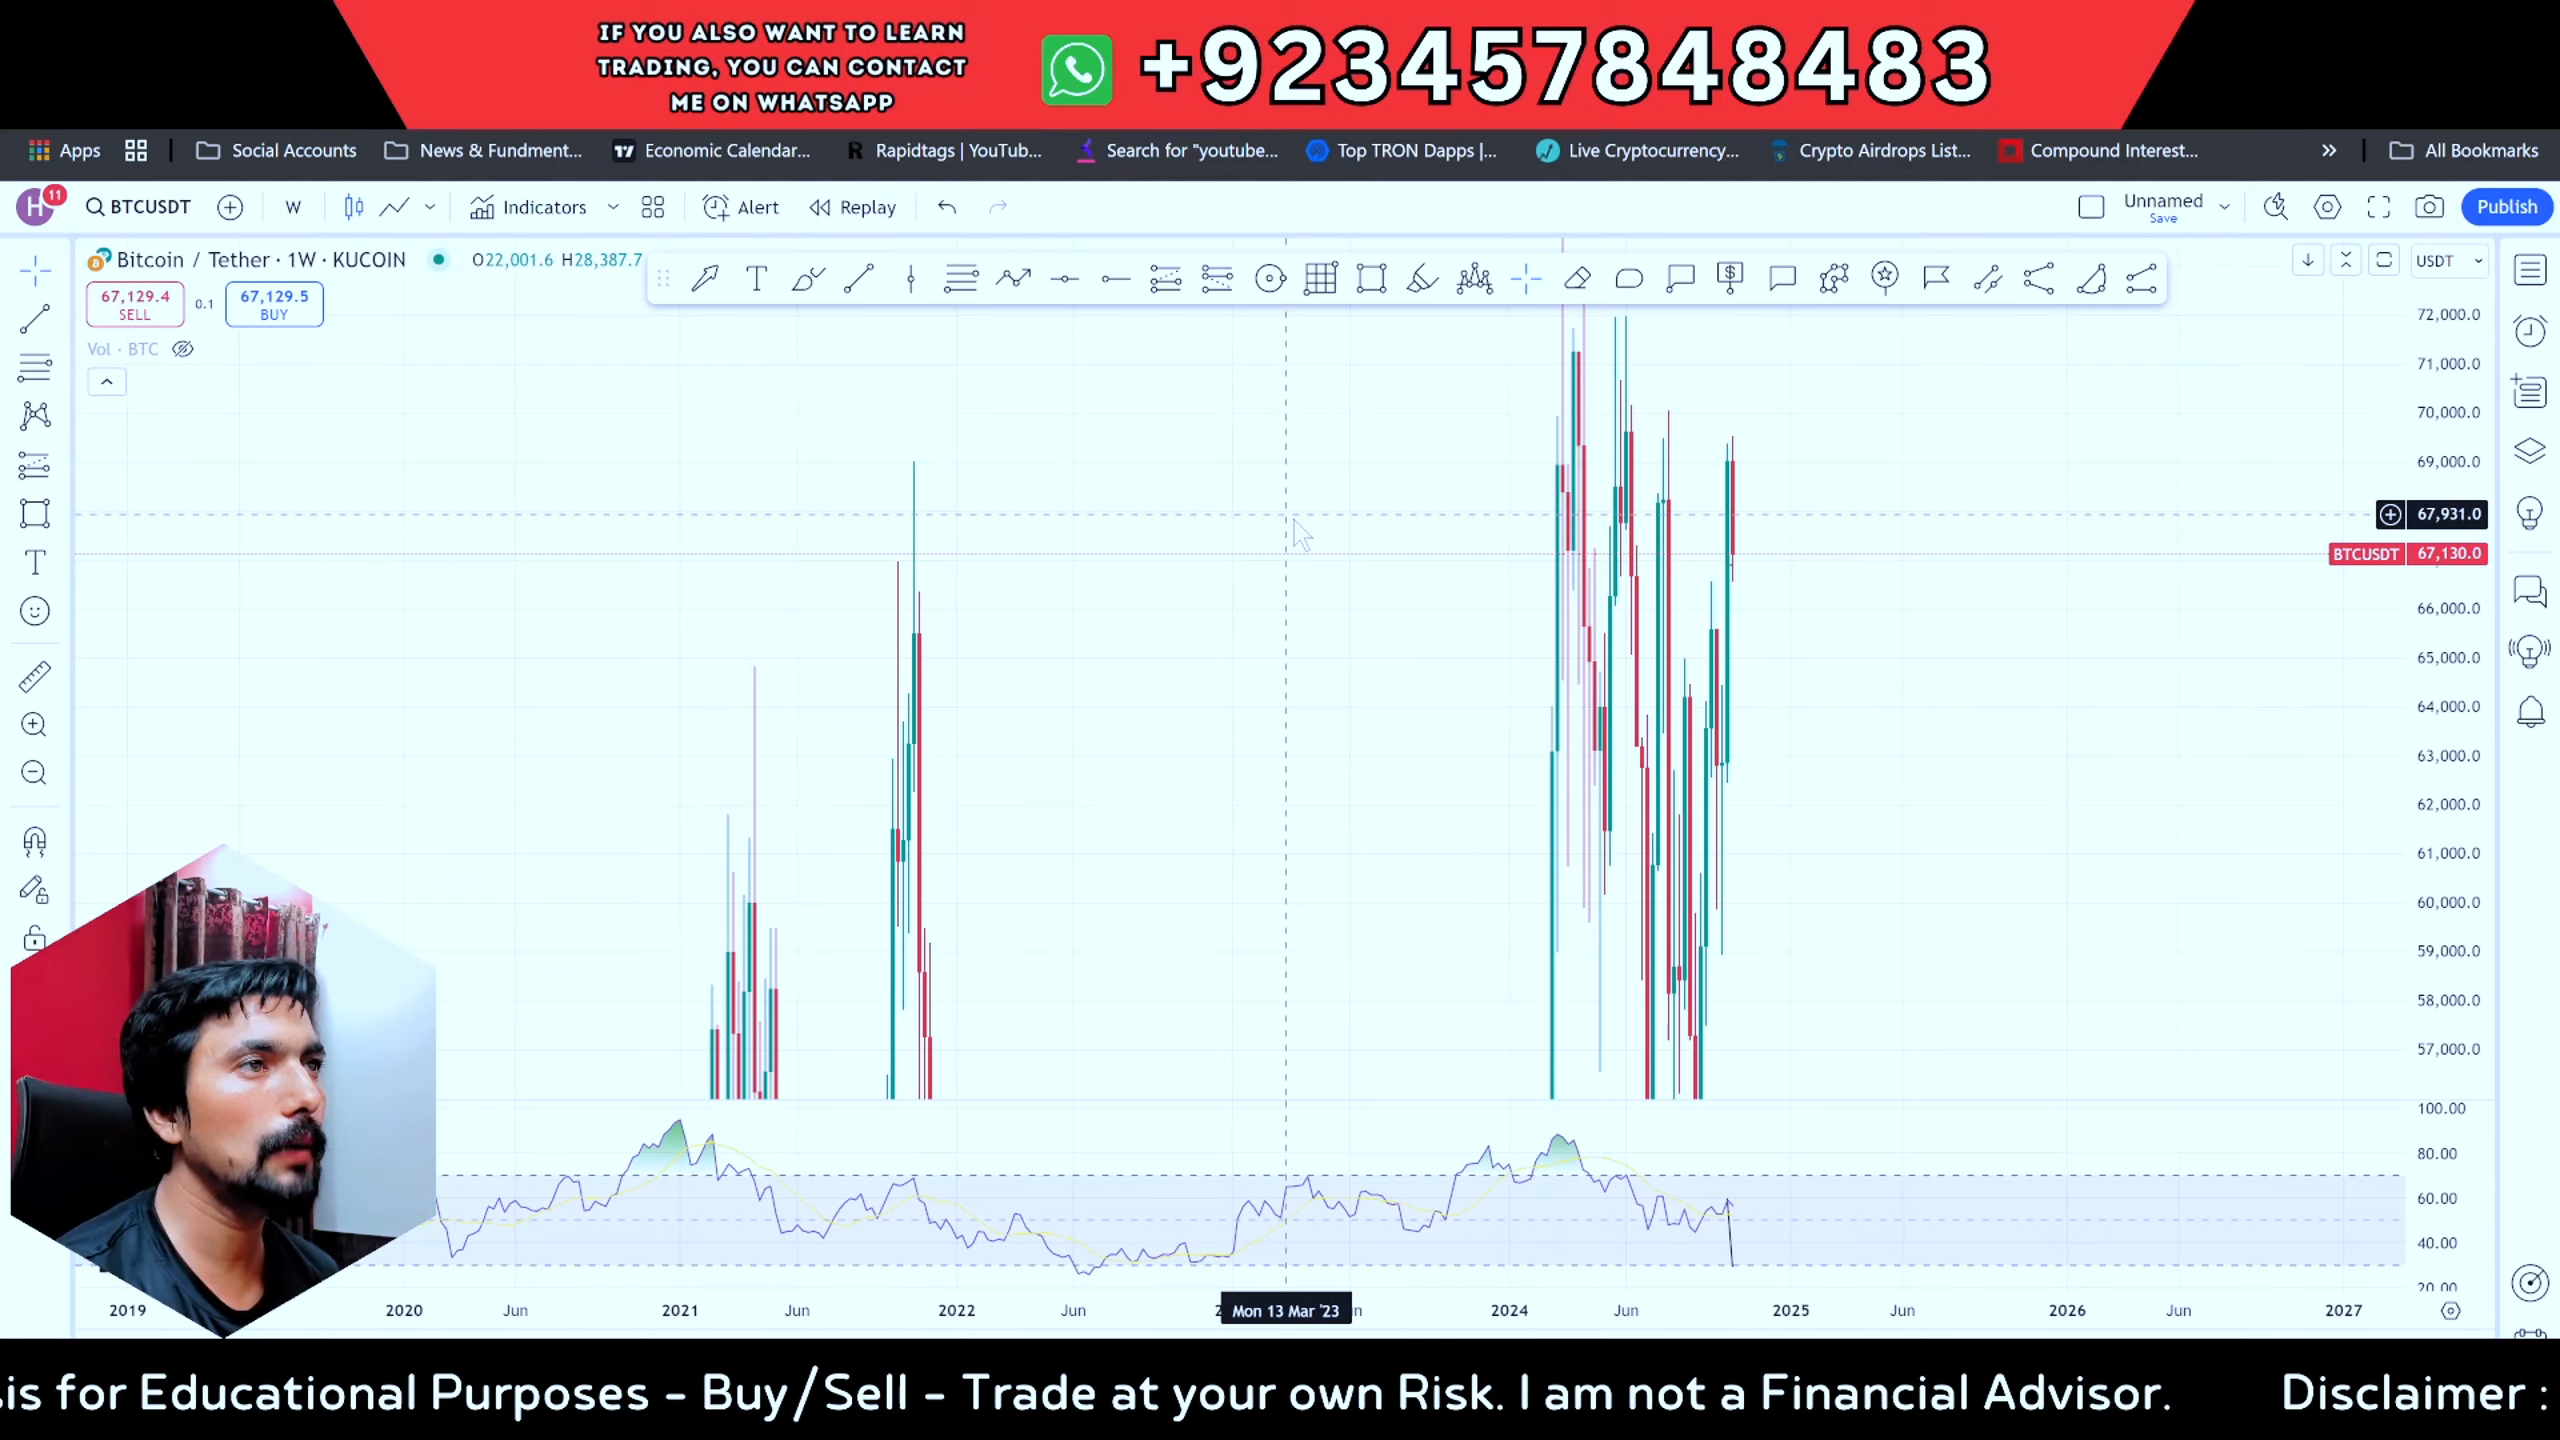 IF YOU ALSO WANT TO LEARN
TRADING, YOU CAN CONTACT
ME ON WHATSAPP
+923457848483
Apps Social Accounts News & Fundment... Economic Calendar... Rapidtags | YouTub... Search for "youtube... Top TRON Dapps |... Live Cryptocurrency... Crypto Airdrops List... Compound Interest... » All Bookmarks
H 11 BTCUSDT W Indicators Alert Replay Unnamed Save Publish
Bitcoin / Tether · 1W · KUCOIN O22,001.6 H28,387.7 USDT
67,129.4 0.1 67,129.5
SELL BUY
Vol · BTC
72,000.0
71,000.0
70,000.0
69,000.0
67,931.0
BTCUSDT 67,130.0
66,000.0
65,000.0
64,000.0
63,000.0
62,000.0
61,000.0
60,000.0
59,000.0
58,000.0
57,000.0
100.00
80.00
60.00
40.00
20.00
2019 2020 Jun 2021 Jun 2022 Jun Mon 13 Mar '23 2024 Jun 2025 Jun 2026 Jun 2027
sis for Educational Purposes - Buy/Sell - Trade at your own Risk. I am not a Financial Advisor. Disclaimer :